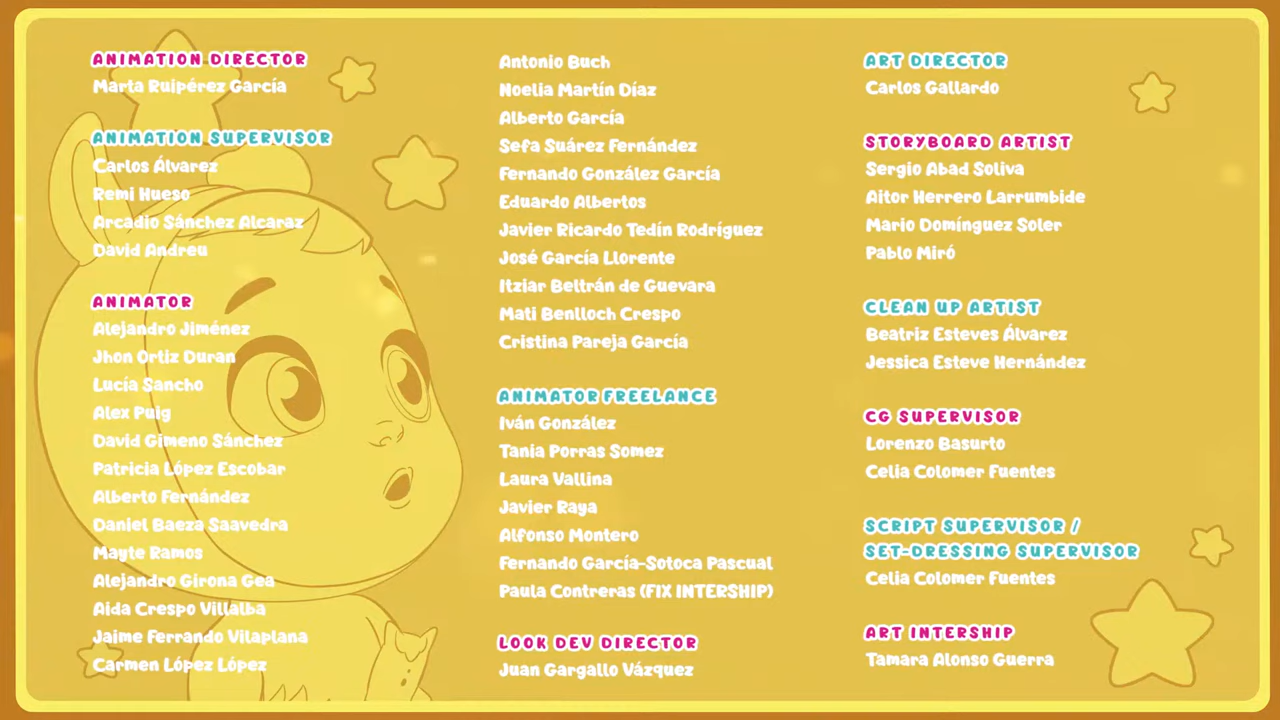 ANIMATION DIRECTOR
Marta Ruipérez García
ANIMATION SUPERVISOR
Carlos Álvarez
Remi Hueso
Arcadio Sánchez Alcaraz
David Andreu
ANIMATOR
Alejandro Jiménez
Jhon Ortiz Duran
Lucía Sancho
Alex Puig
David Gimeno Sánchez
Patricia López Escobar
Alberto Fernández
Daniel Baeza Saavedra
Mayte Ramos
Alejandro Girona Gea
Aida Crespo Villalba
Jaime Ferrando Vilaplana
Carmen López López
Antonio Buch
Noelia Martín Díaz
Alberto García
Sefa Suárez Fernández
Fernando González García
Eduardo Albertos
Javier Ricardo Tedín Rodríguez
José García Llorente
Itziar Beltrán de Guevara
Mati Benlloch Crespo
Cristina Pareja García
ANIMATOR FREELANCE
Iván González
Tania Porras Somez
Laura Vallina
Javier Raya
Alfonso Montero
Fernando García-Sotoca Pascual
Paula Contreras (FIX INTERSHIP)
LOOK DEV DIRECTOR
Juan Gargallo Vázquez
ART DIRECTOR
Carlos Gallardo
STORYBOARD ARTIST
Sergio Abad Soliva
Aitor Herrero Larrumbide
Mario Domínguez Soler
Pablo Miró
CLEAN UP ARTIST
Beatriz Esteves Álvarez
Jessica Esteve Hernández
CG SUPERVISOR
Lorenzo Basurto
Celia Colomer Fuentes
SCRIPT SUPERVISOR /
SET-DRESSING SUPERVISOR
Celia Colomer Fuentes
ART INTERSHIP
Tamara Alonso Guerra